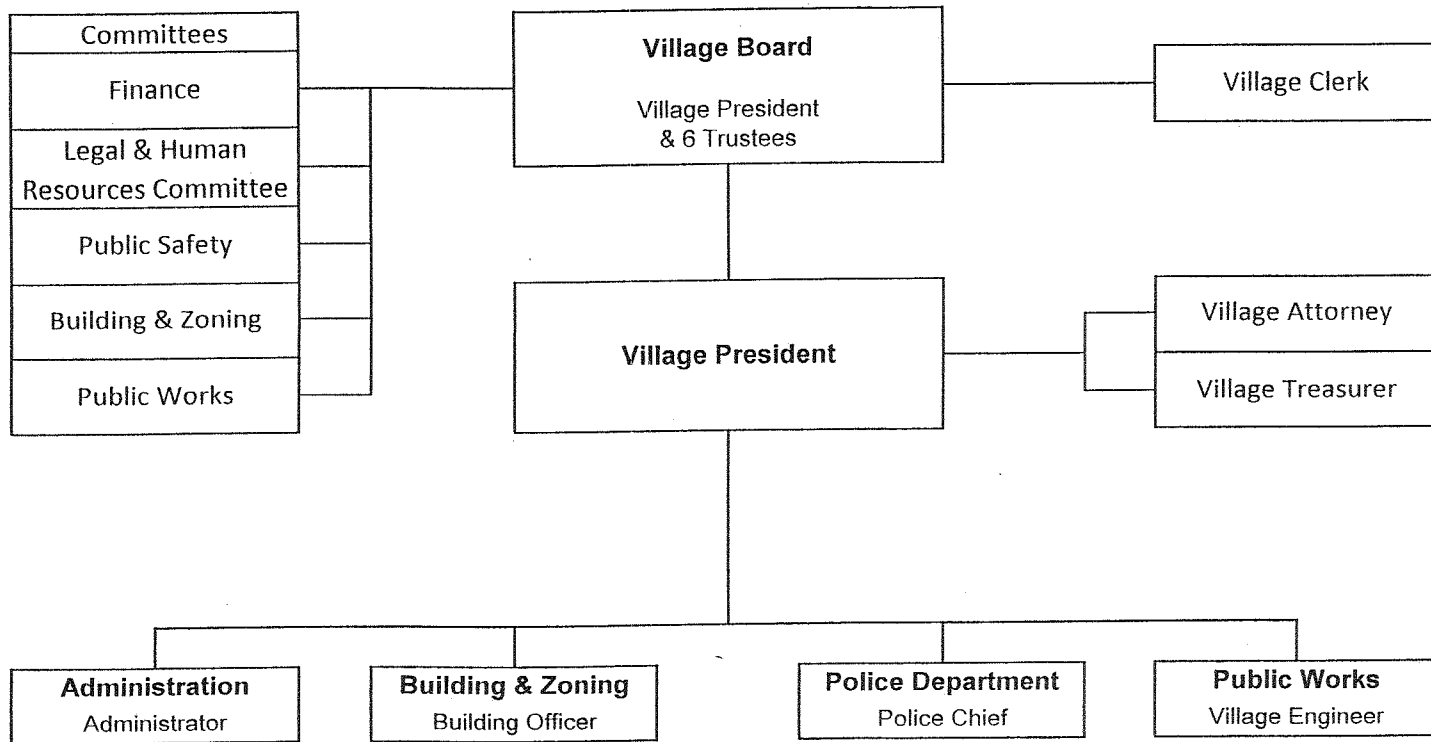 Committees
Finance
Legal & Human
Resources Committee
Public Safety
Building & Zoning
Public Works
Village Board
Village President
& 6 Trustees
Village Clerk
Village President
Village Attorney
Village Treasurer
Administration
Administrator
Building & Zoning
Building Officer
Police Department
Police Chief
Public Works
Village Engineer